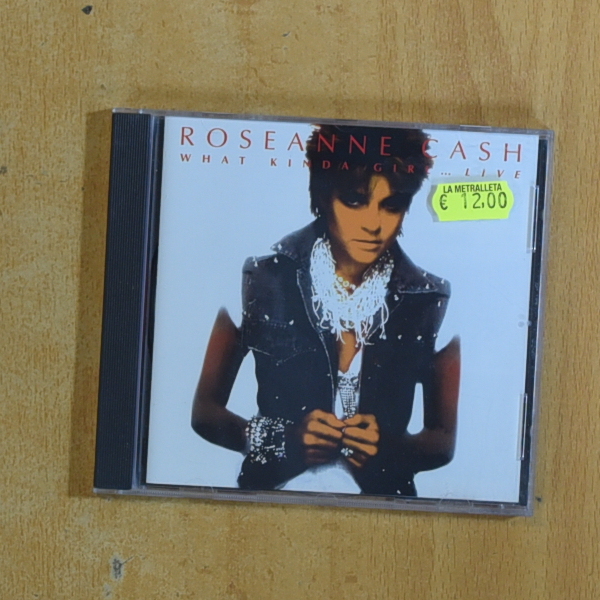 ROSEANNE CASH
WHAT KINDA GIRL... LIVE
LA METRALLETA
€ 12.00